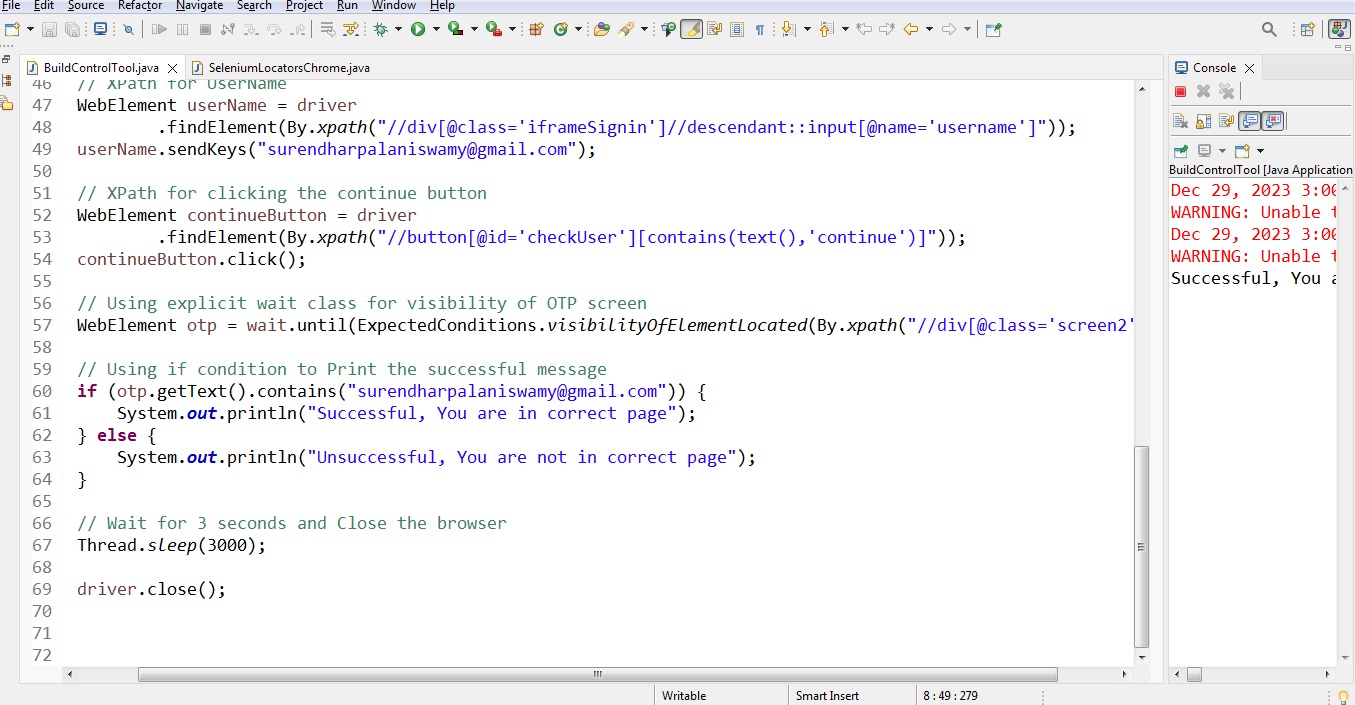 File Edit Source Refactor Navigate Search Project Run Window Help
BuildControlTool.java SeleniumLocatorsChrome.java
46 // XPath for UserName
47 WebElement userName = driver
48 .findElement(By.xpath("//div[@class='iframeSignin']//descendant::input[@name='username']"));
49 userName.sendKeys("surendharpalaniswamy@gmail.com");
50
51 // XPath for clicking the continue button
52 WebElement continueButton = driver
53 .findElement(By.xpath("//button[@id='checkUser'][contains(text(),'continue')]"));
54 continueButton.click();
55
56 // Using explicit wait class for visibility of OTP screen
57 WebElement otp = wait.until(ExpectedConditions.visibilityOfElementLocated(By.xpath("//div[@class='screen2'
58
59 // Using if condition to Print the successful message
60 if (otp.getText().contains("surendharpalaniswamy@gmail.com")) {
61 System.out.println("Successful, You are in correct page");
62 } else {
63 System.out.println("Unsuccessful, You are not in correct page");
64 }
65
66 // Wait for 3 seconds and Close the browser
67 Thread.sleep(3000);
68
69 driver.close();
70
71
72
Console
BuildControlTool [Java Application
Dec 29, 2023 3:00
WARNING: Unable t
Dec 29, 2023 3:00
WARNING: Unable t
Successful, You a
Writable Smart Insert 8 : 49 : 279